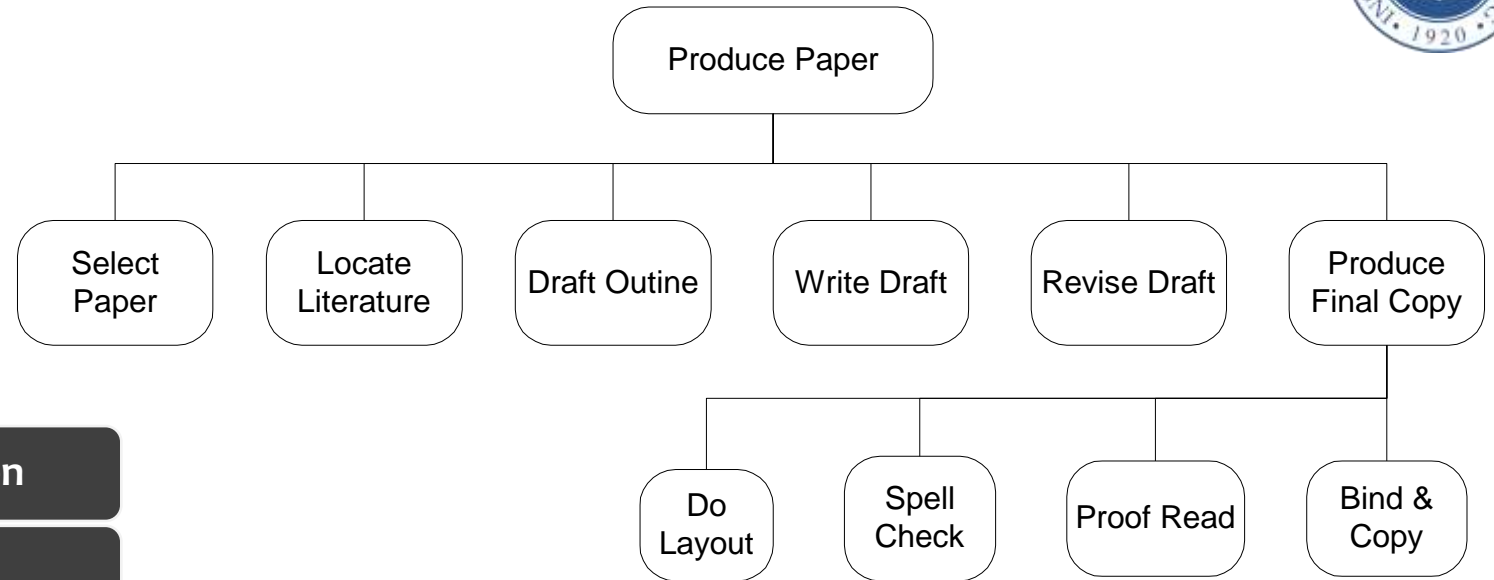 1920
Produce Paper
Select
Paper
Locate
Literature
Draft Outine
Write Draft
Revise Draft
Produce
Final Copy
n
Do
Layout
Spell
Check
Proof Read
Bind &
Copy